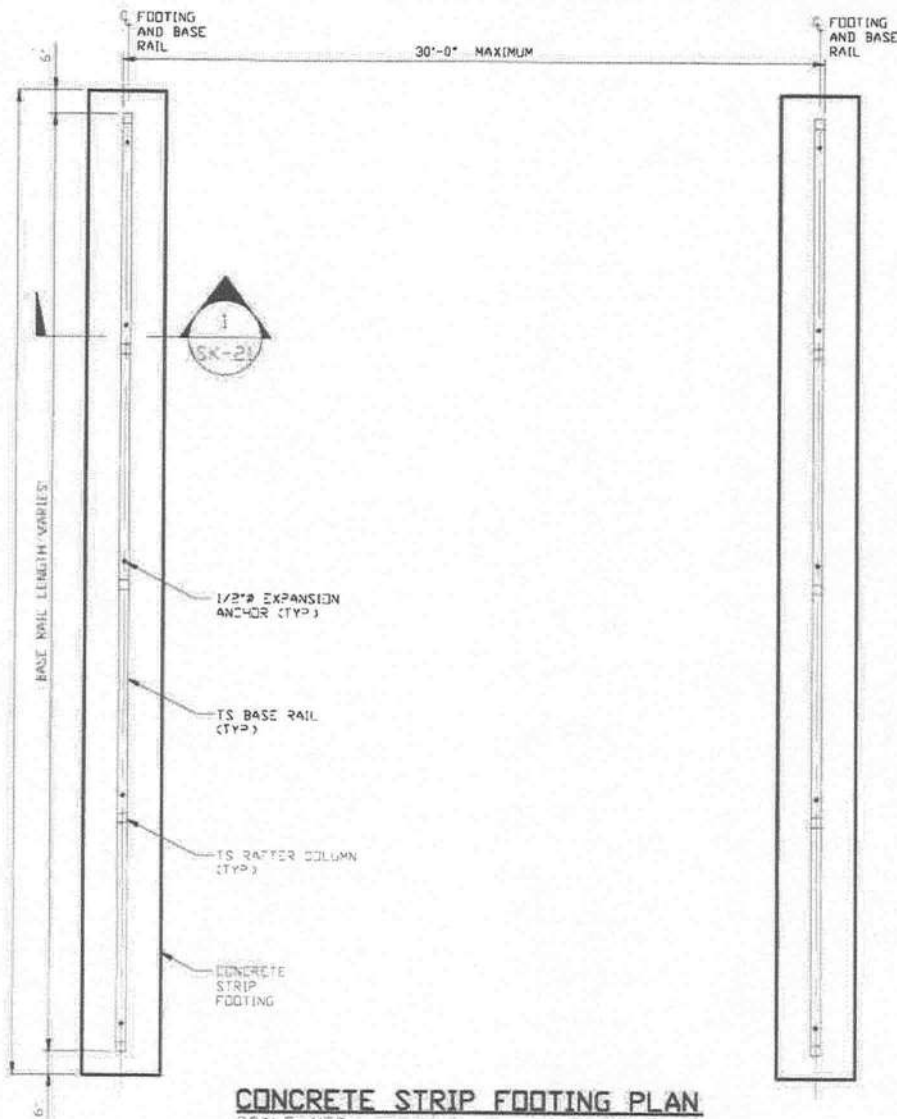 ℄ FOOTING
AND BASE
RAIL
℄ FOOTING
AND BASE
RAIL
30'-0" MAXIMUM
6"
1
SK-21
BASE RAIL LENGTH VARIES
1/2"ø EXPANSION
ANCHOR (TYP)
TS BASE RAIL
(TYP)
TS RAFTER COLUMN
(TYP)
CONCRETE
STRIP
FOOTING
6"
CONCRETE STRIP FOOTING PLAN